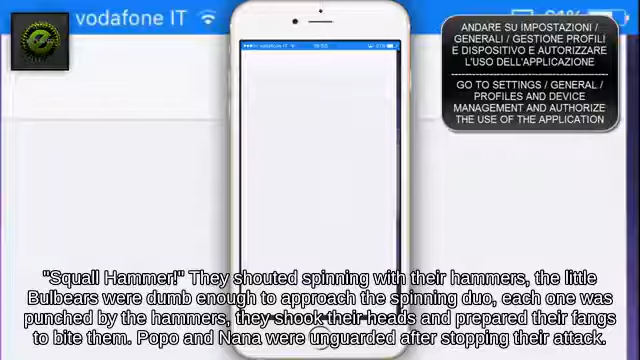 vodafone IT
vodafone IT
ANDARE SU IMPOSTAZIONI /
GENERALI / GESTIONE PROFILI
E DISPOSITIVO E AUTORIZZARE
L'USO DELL'APPLICAZIONE
GO TO SETTINGS / GENERAL /
PROFILES AND DEVICE
MANAGEMENT AND AUTHORIZE
THE USE OF THE APPLICATION
"Squall Hammer!" They shouted spinning with their hammers, the little
Bulbears were dumb enough to approach the spinning duo, each one was
punched by the hammers, they shook their heads and prepared their fangs
to bite them. Popo and Nana were unguarded after stopping their attack.